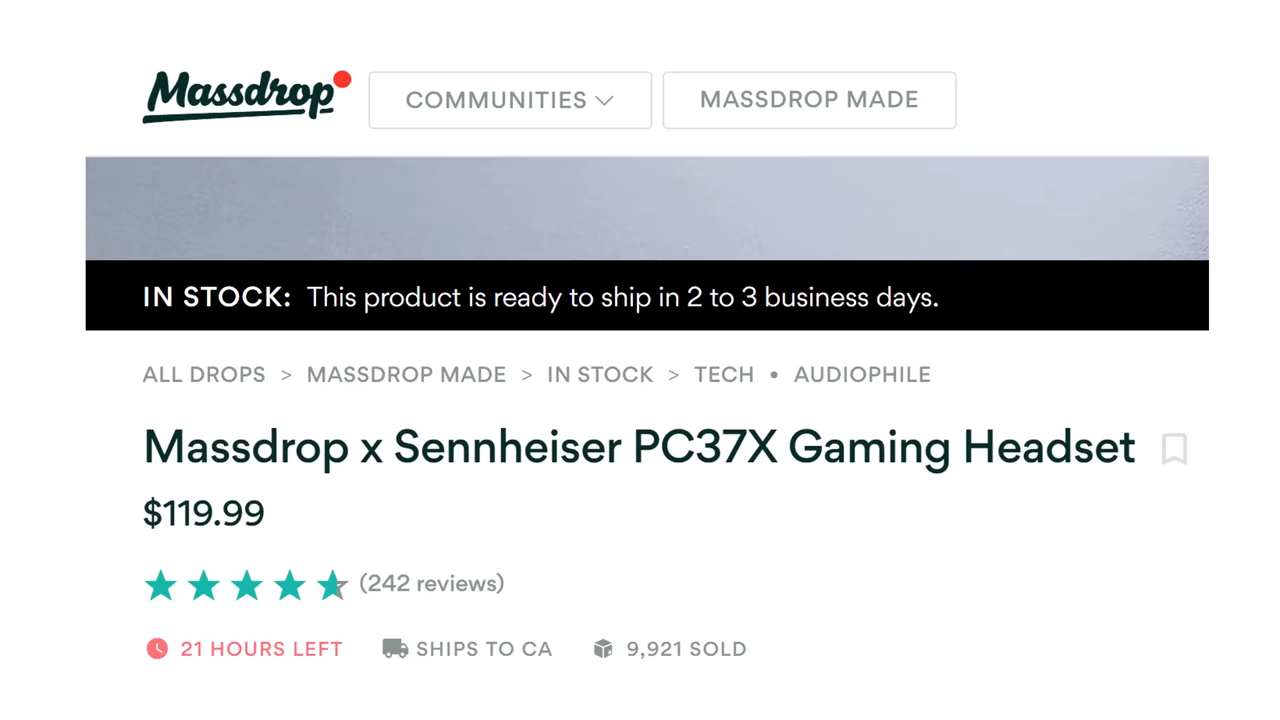 Massdrop
COMMUNITIES
MASSDROP MADE
IN STOCK: This product is ready to ship in 2 to 3 business days.
ALL DROPS > MASSDROP MADE > IN STOCK > TECH • AUDIOPHILE
Massdrop x Sennheiser PC37X Gaming Headset
$119.99
(242 reviews)
21 HOURS LEFT SHIPS TO CA 9,921 SOLD